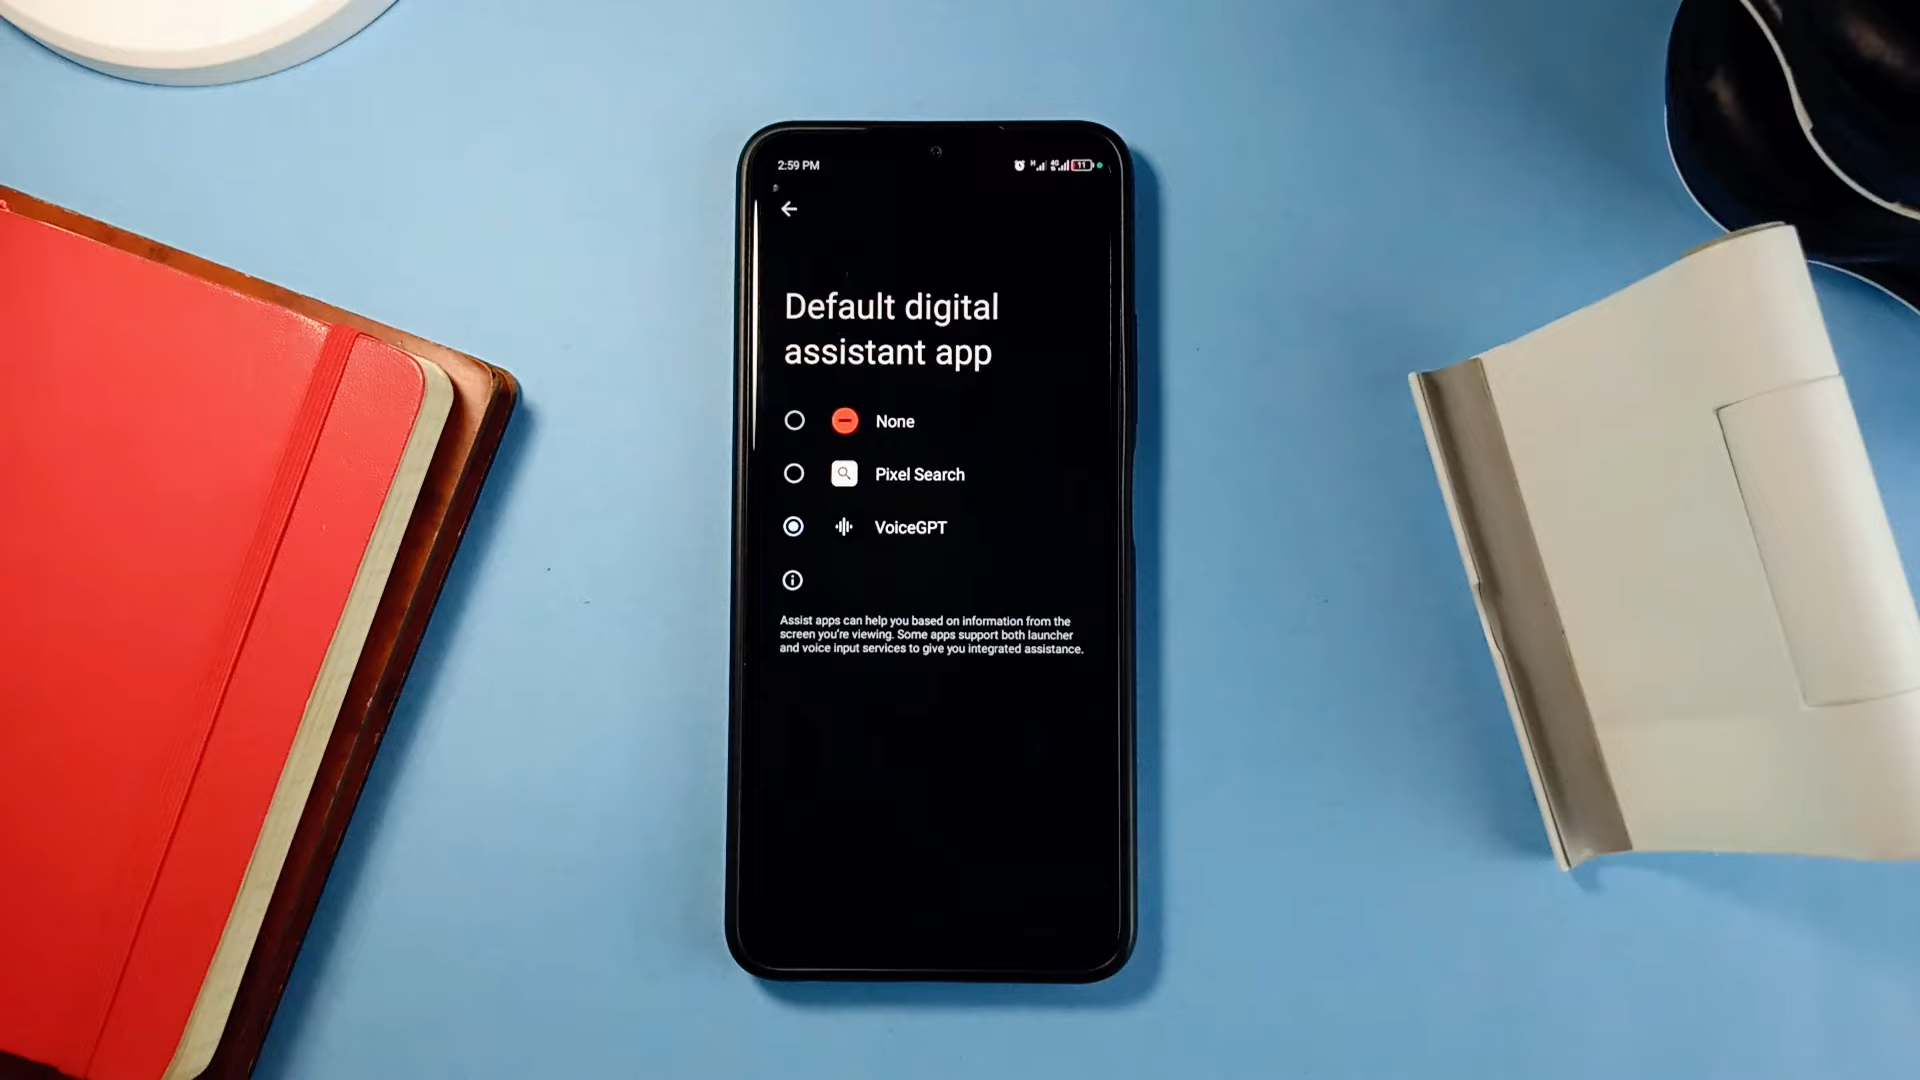 2:59 PM
H 4G 11
Default digital
assistant app
None
Pixel Search
VoiceGPT
Assist apps can help you based on information from the
screen you're viewing. Some apps support both launcher
and voice input services to give you integrated assistance.